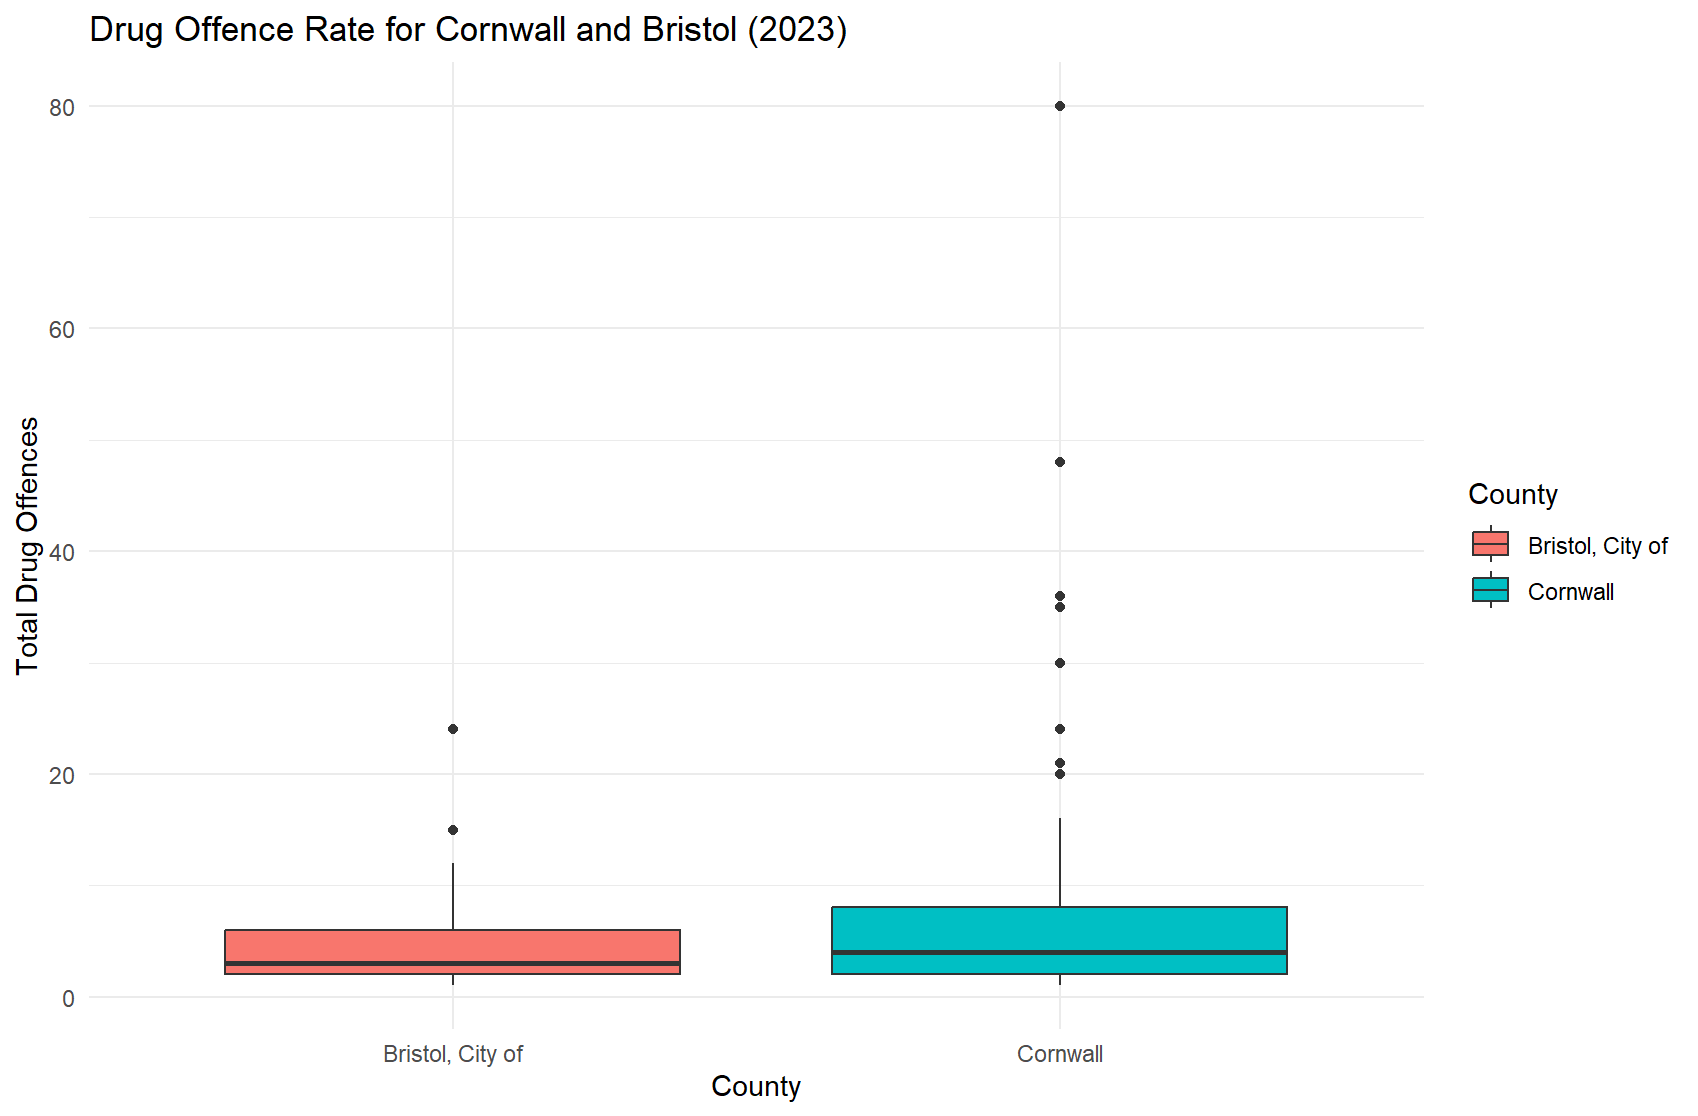 Drug Offence Rate for Cornwall and Bristol (2023)
Total Drug Offences
80
60
40
20
0
Bristol, City of
Cornwall
County
County
Bristol, City of
Cornwall